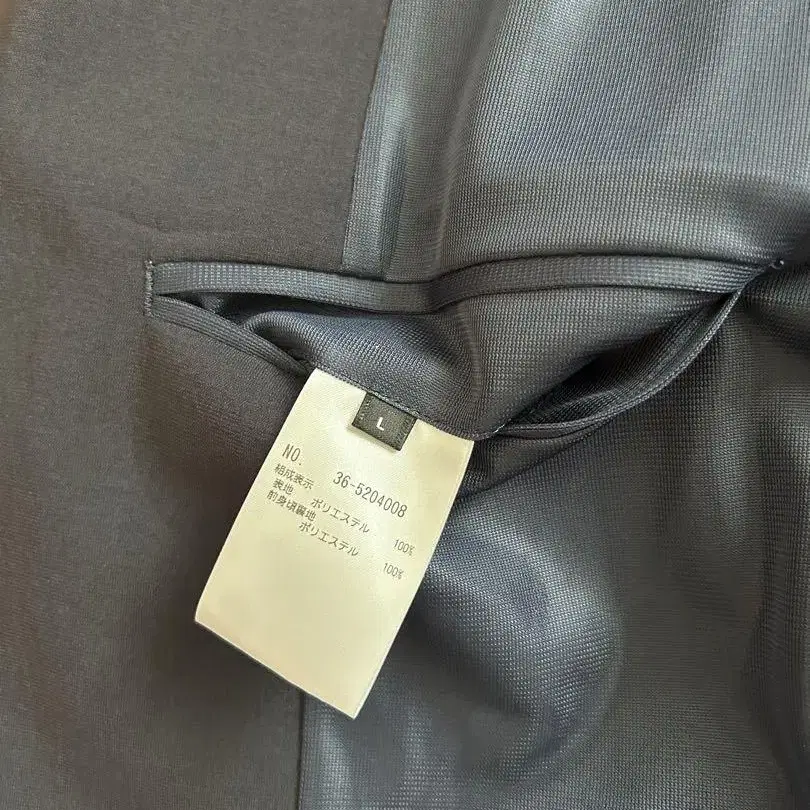 L
NO. 36-5204008
組成表示
表地 ポリエステル 100%
前身頃裏地
ポリエステル 100%